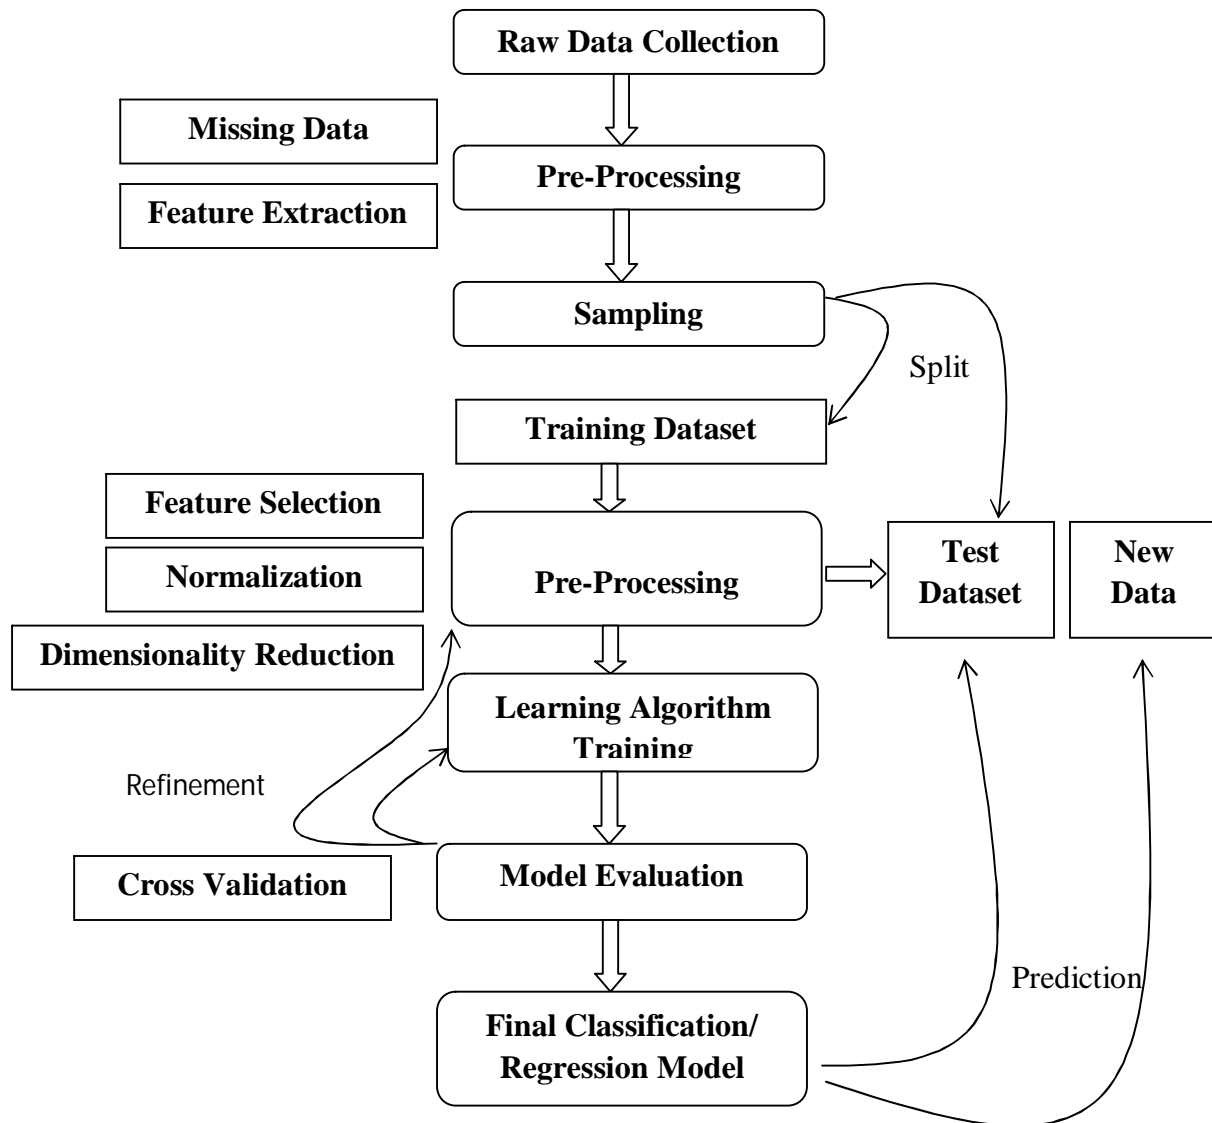 Raw Data Collection
Missing Data
Pre-Processing
Feature Extraction
Sampling
Split
Training Dataset
Feature Selection
Normalization
Pre-Processing
Test
Dataset
New
Data
Dimensionality Reduction
Learning Algorithm
Training
Refinement
Cross Validation
Model Evaluation
Prediction
Final Classification/
Regression Model